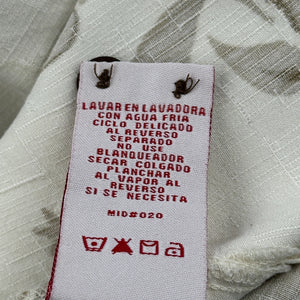 LAVAR EN LAVADORA
CON AGUA FRIA
CICLO DELICADO
AL REVERSO
SEPARADO
NO USE
BLANQUEADOR
SECAR COLGADO
PLANCHAR
AL VAPOR AL
REVERSO
SI SE NECESITA
MID#020